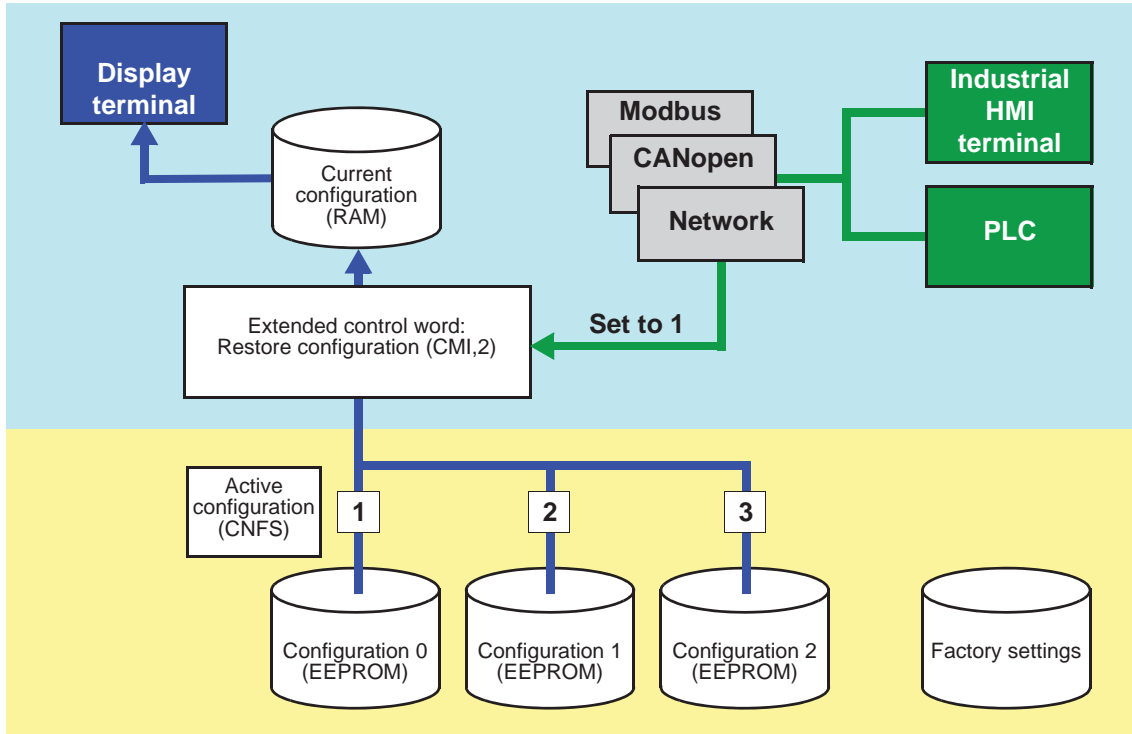 Display
terminal
Current
configuration
(RAM)
Modbus
CANopen
Network
Industrial
HMI
terminal
PLC
Extended control word:
Restore configuration (CMI,2)
Set to 1
Active
configuration
(CNFS)
1
2
3
Configuration 0
(EEPROM)
Configuration 1
(EEPROM)
Configuration 2
(EEPROM)
Factory settings